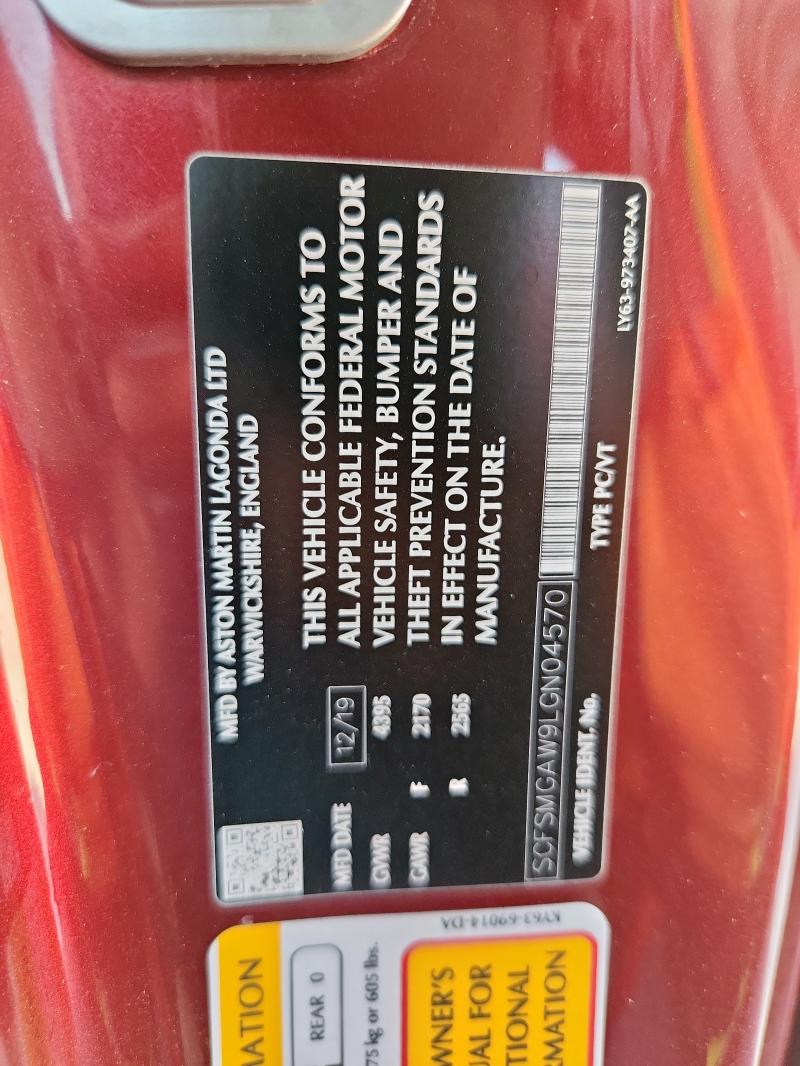 MFD BY ASTON MARTIN LAGONDA LTD
WARWICKSHIRE, ENGLAND
MFD DATE 12/19
GVWR 4395
GAWR F 2170
R 2565
THIS VEHICLE CONFORMS TO
ALL APPLICABLE FEDERAL MOTOR
VEHICLE SAFETY, BUMPER AND
THEFT PREVENTION STANDARDS
IN EFFECT ON THE DATE OF
MANUFACTURE.
SCFSMGAW9LGN04570
VEHICLE IDENT, No,
TYPE PC/VT
LY63-973407-AA
MATION
REAR 0
75 kg or 605 lbs.
WNER'S
UAL FOR
TIONAL
RMATION
KY63-69014-DA